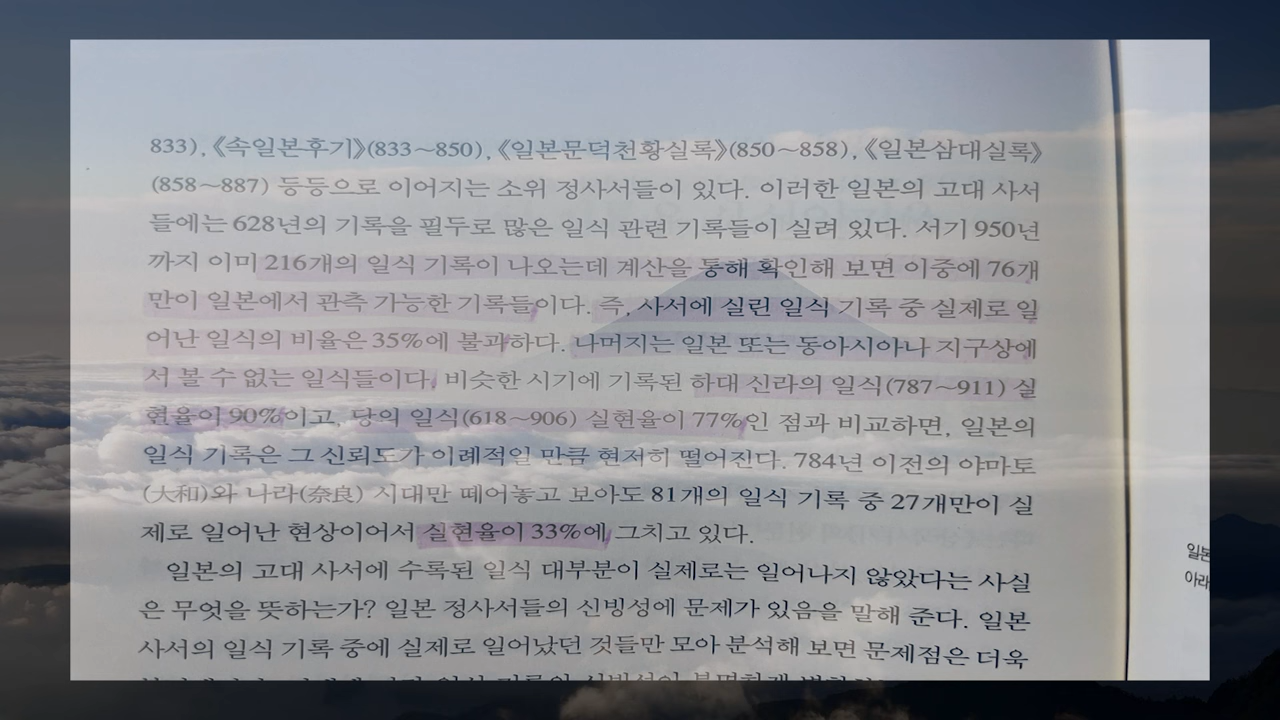 833), 《속일본후기》(833~850), 《일본문덕천황실록》(850~858), 《일본삼대실록》
(858~887) 등등으로 이어지는 소위 정사서들이 있다. 이러한 일본의 고대 사서
들에는 628년의 기록을 필두로 많은 일식 관련 기록들이 실려 있다. 서기 950년
까지 이미 216개의 일식 기록이 나오는데 계산을 통해 확인해 보면 이중에 76개
만이 일본에서 관측 가능한 기록들이다. 즉, 사서에 실린 일식 기록 중 실제로 일
어난 일식의 비율은 35%에 불과하다. 나머지는 일본 또는 동아시아나 지구상에
서 볼 수 없는 일식들이다. 비슷한 시기에 기록된 하대 신라의 일식(787~911) 실
현율이 90%이고, 당의 일식(618~906) 실현율이 77%인 점과 비교하면, 일본의
일식 기록은 그 신뢰도가 이례적일 만큼 현저히 떨어진다. 784년 이전의 야마토
(大和)와 나라(奈良) 시대만 떼어놓고 보아도 81개의 일식 기록 중 27개만이 실
제로 일어난 현상이어서 실현율이 33%에 그치고 있다.
일본의 고대 사서에 수록된 일식 대부분이 실제로는 일어나지 않았다는 사실
은 무엇을 뜻하는가? 일본 정사서들의 신빙성에 문제가 있음을 말해 준다. 일본
사서의 일식 기록 중에 실제로 일어났던 것들만 모아 분석해 보면 문제점은 더욱
일본
아래